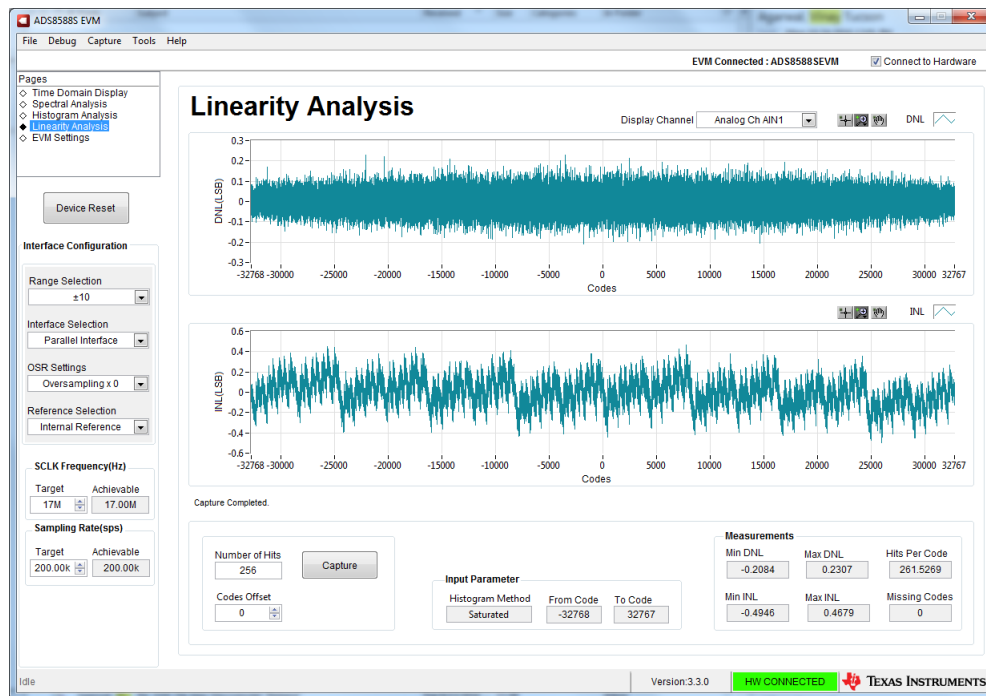 ADS8588S EVM
File Debug Capture Tools Help
EVM Connected : ADS8588SEVM
Connect to Hardware
Pages
Time Domain Display
Spectral Analysis
Histogram Analysis
Linearity Analysis
EVM Settings
Device Reset
Interface Configuration
Range Selection
±10
Interface Selection
Parallel Interface
OSR Settings
Oversampling x 0
Reference Selection
Internal Reference
SCLK Frequency(Hz)
Target Achievable
17M 17.00M
Sampling Rate(sps)
Target Achievable
200.00k 200.00k
Linearity Analysis
Display Channel Analog Ch AIN1
DNL
DNL(LSB)
0.3
0.2
0.1
0
-0.1
-0.2
-0.3
-32768 -30000 -25000 -20000 -15000 -10000 -5000 0 5000 10000 15000 20000 25000 30000 32767
Codes
INL
INL(LSB)
0.6
0.4
0.2
0
-0.2
-0.4
-0.6
-32768 -30000 -25000 -20000 -15000 -10000 -5000 0 5000 10000 15000 20000 25000 30000 32767
Codes
Capture Completed.
Number of Hits
256
Capture
Codes Offset
0
Input Parameter
Histogram Method From Code To Code
Saturated -32768 32767
Measurements
Min DNL Max DNL Hits Per Code
-0.2084 0.2307 261.5269
Min INL Max INL Missing Codes
-0.4946 0.4679 0
Idle
Version:3.3.0
HW CONNECTED
TEXAS INSTRUMENTS